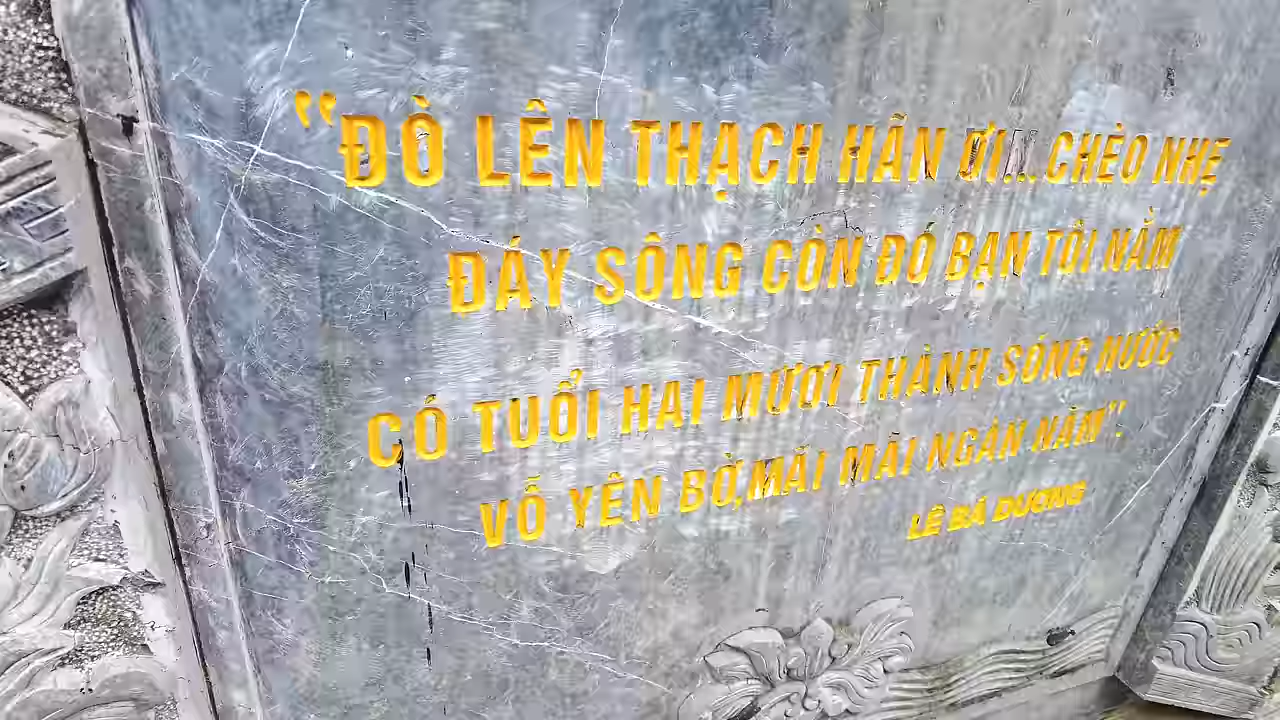 "ĐÒ LÊN THẠCH HÃN ƠI...CHÈO NHẸ
ĐÁY SÔNG CÒN ĐÓ BẠN TÔI NẰM
CÓ TUỔI HAI MƯƠI THÀNH SÓNG NƯỚC
VỖ YÊN BỜ,MÃI MÃI NGÀN NĂM".
LÊ BÁ DƯƠNG